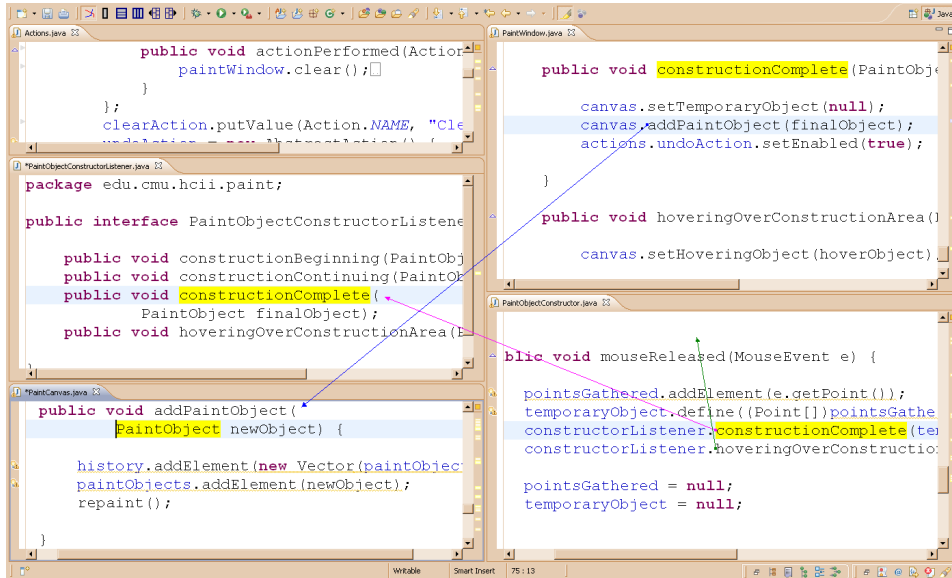 Java
Actions.java
public void actionPerformed(Action
paintWindow.clear();
}
};
clearAction.putValue(Action.NAME, "Cle
undoAction = new AbstractAction() {
*PaintObjectConstructorListener.java
package edu.cmu.hcii.paint;
public interface PaintObjectConstructorListene
public void constructionBeginning(PaintObj
public void constructionContinuing(PaintOb
public void constructionComplete(
PaintObject finalObject);
public void hoveringOverConstructionArea(P
}
*PaintCanvas.java
public void addPaintObject(
PaintObject newObject) {
history.addElement(new Vector(paintObject
paintObjects.addElement(newObject);
repaint();
}
PaintWindow.java
public void constructionComplete(PaintObje
canvas.setTemporaryObject(null);
canvas.addPaintObject(finalObject);
actions.undoAction.setEnabled(true);
}
public void hoveringOverConstructionArea(
canvas.setHoveringObject(hoverObject)
PaintObjectConstructor.java
blic void mouseReleased(MouseEvent e) {
pointsGathered.addElement(e.getPoint());
temporaryObject.define((Point[])pointsGathe
constructorListener.constructionComplete(te
constructorListener.hoveringOverConstructio
pointsGathered = null;
temporaryObject = null;
Writable
Smart Insert
75 : 13